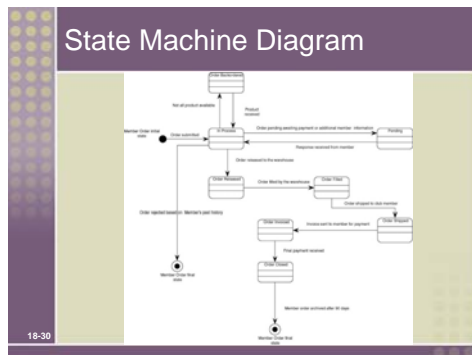 State Machine Diagram
Order Backordered
Not all product available
Product
received
Member Order initial
state
Order submitted
In Process
Order pending awaiting payment or additional member information
Pending
Response received from member
Order released to the warehouse
Order Released
Order filled by the warehouse
Order Filled
Order shipped to club member
Order rejected based on Member's past history
Order Invoiced
Invoice sent to member for payment
Order Shipped
Final payment received
Member Order final
state
Order Closed
Member order archived after 90 days
Member Order final
state
18-30